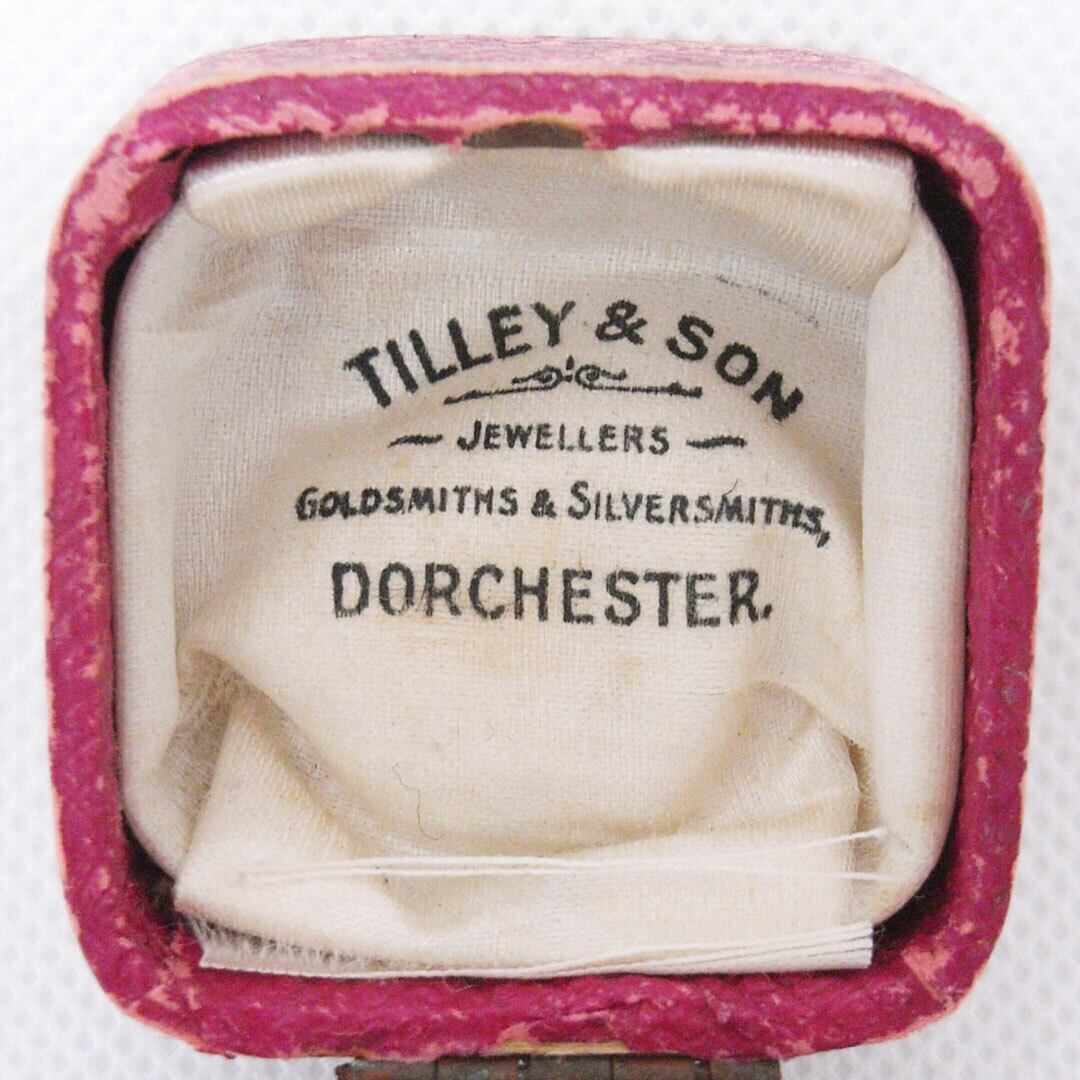 TILLEY & SON
JEWELLERS
GOLDSMITHS & SILVERSMITHS,
DORCHESTER.